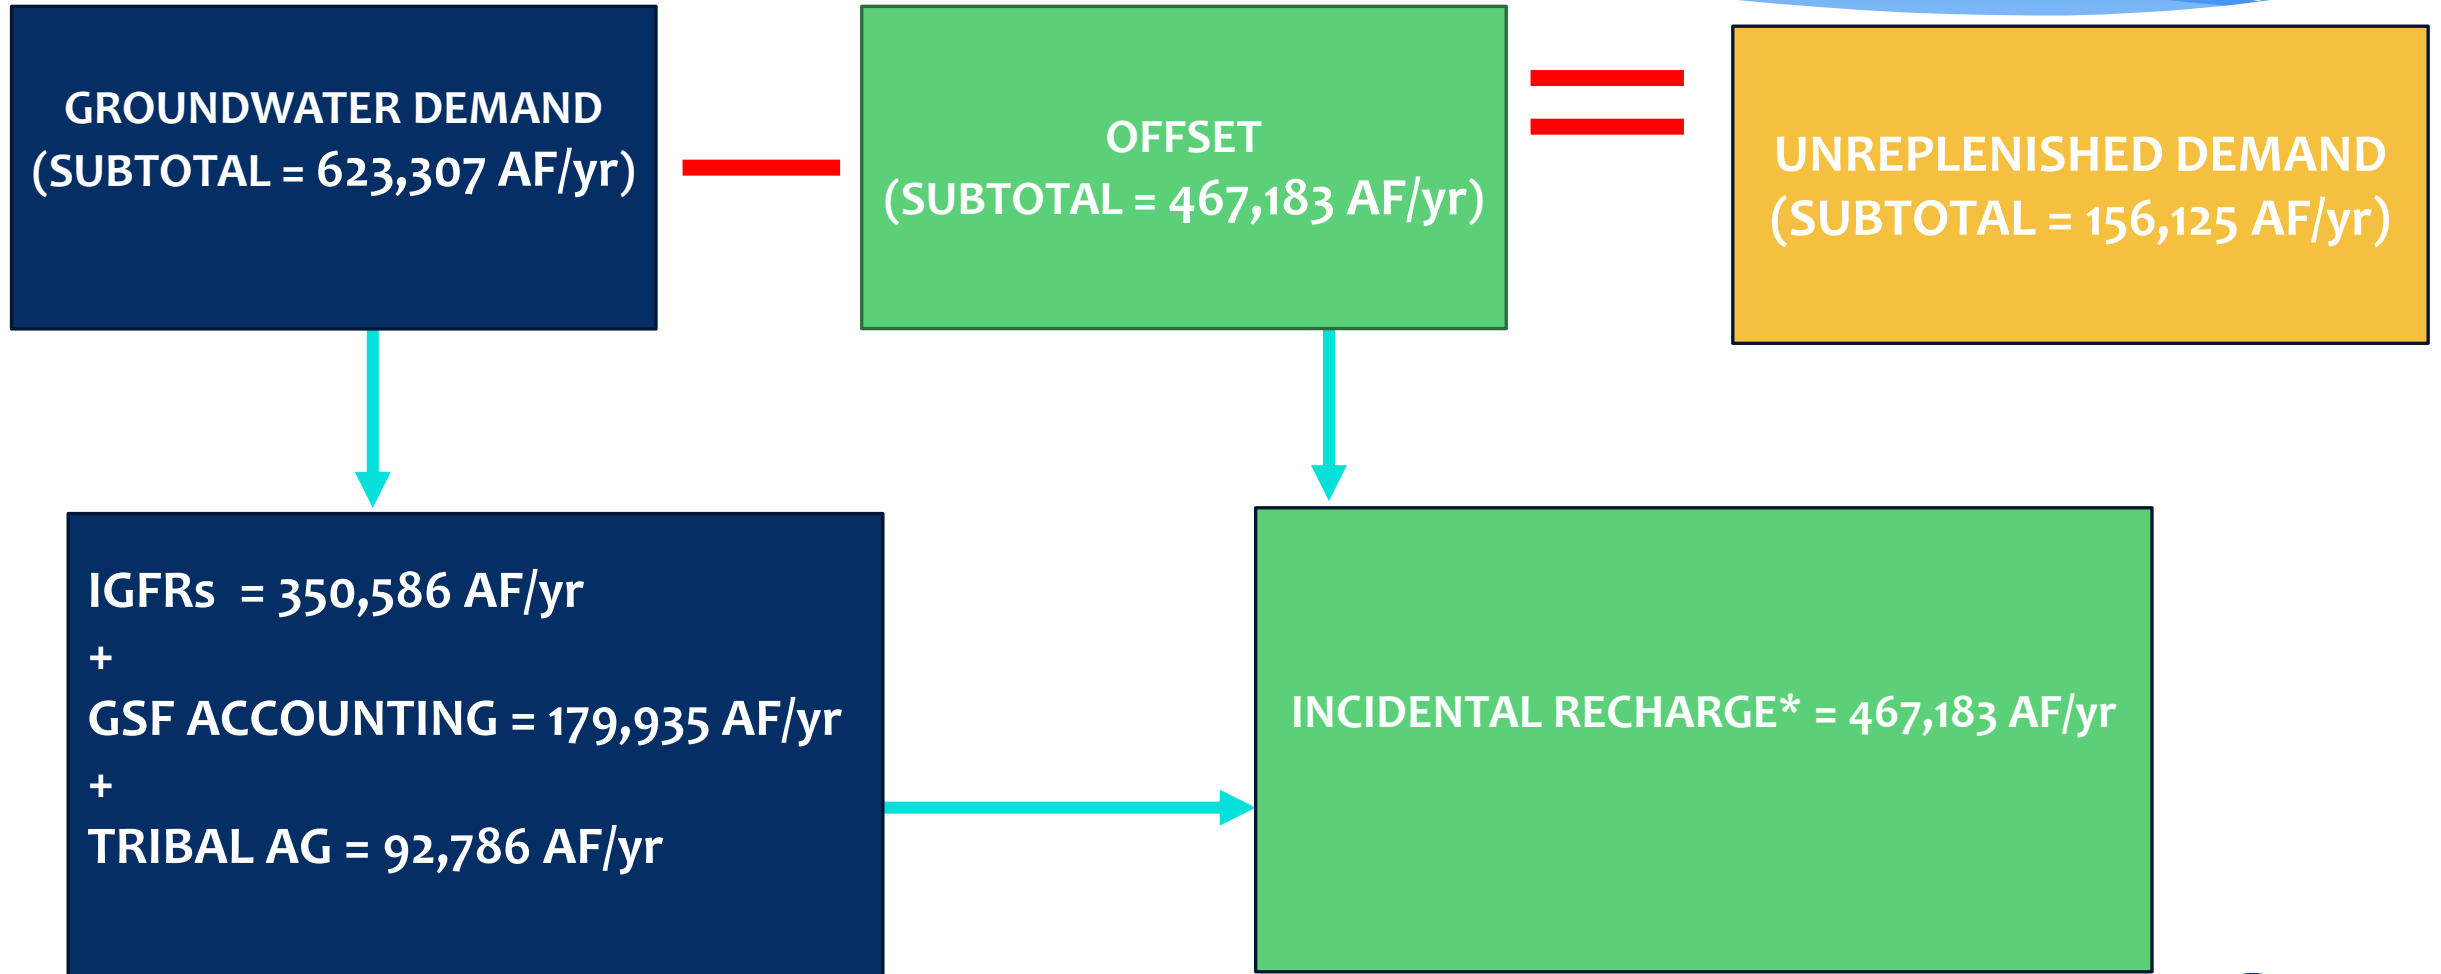 GROUNDWATER DEMAND
(SUBTOTAL = 623,307 AF/yr)
OFFSET
(SUBTOTAL = 467,183 AF/yr)
UNREPLENISHED DEMAND
(SUBTOTAL = 156,125 AF/yr)
IGFRs = 350,586 AF/yr
+
GSF ACCOUNTING = 179,935 AF/yr
+
TRIBAL AG = 92,786 AF/yr
INCIDENTAL RECHARGE* = 467,183 AF/yr